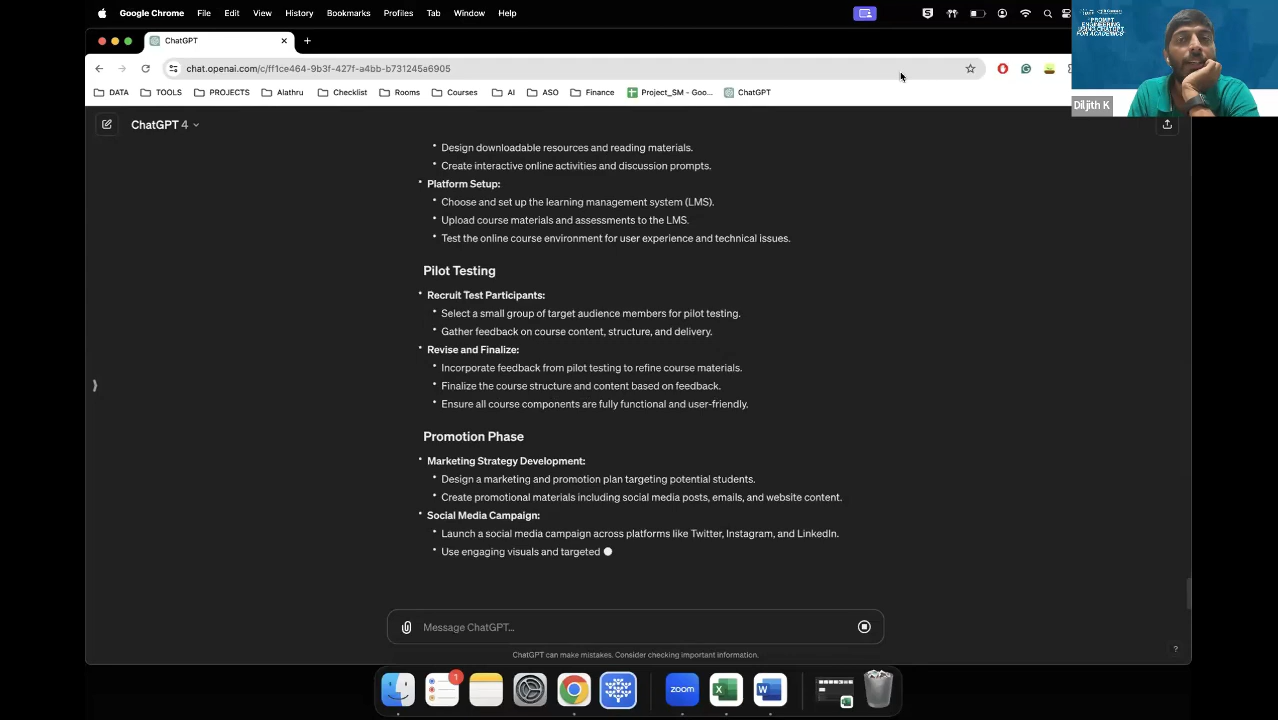 Google Chrome File Edit View History Bookmarks Profiles Tab Window Help
ChatGPT
chat.openai.com/c/ff1ce464-9b3f-427f-a4bb-b731245a6905
DATA TOOLS PROJECTS Alathru Checklist Rooms Courses AI ASO Finance Project_SM - Goo... ChatGPT
PROMPT
ENGINEERING
FOR ACADEMICS
Diljith K
ChatGPT 4
Design downloadable resources and reading materials.
Create interactive online activities and discussion prompts.
Platform Setup:
Choose and set up the learning management system (LMS).
Upload course materials and assessments to the LMS.
Test the online course environment for user experience and technical issues.
Pilot Testing
Recruit Test Participants:
Select a small group of target audience members for pilot testing.
Gather feedback on course content, structure, and delivery.
Revise and Finalize:
Incorporate feedback from pilot testing to refine course materials.
Finalize the course structure and content based on feedback.
Ensure all course components are fully functional and user-friendly.
Promotion Phase
Marketing Strategy Development:
Design a marketing and promotion plan targeting potential students.
Create promotional materials including social media posts, emails, and website content.
Social Media Campaign:
Launch a social media campaign across platforms like Twitter, Instagram, and LinkedIn.
Use engaging visuals and targeted
Message ChatGPT...
ChatGPT can make mistakes. Consider checking important information.
?
1
zoom